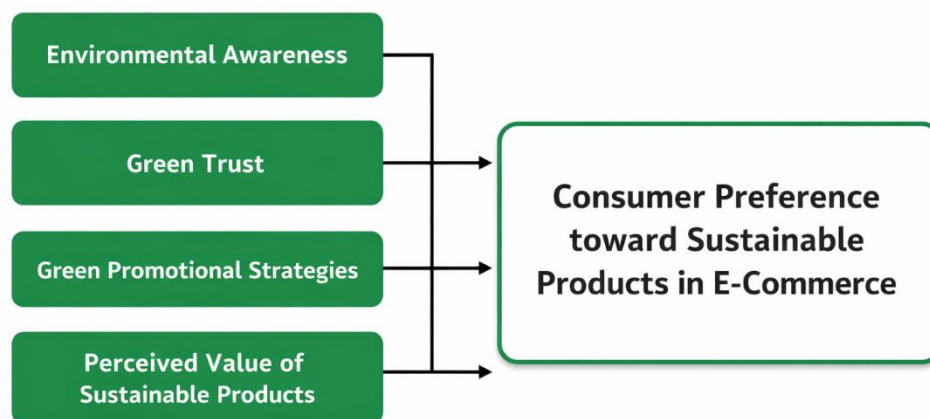 Environmental Awareness
Green Trust
Green Promotional Strategies
Perceived Value of
Sustainable Products
Consumer Preference
toward Sustainable
Products in E-Commerce